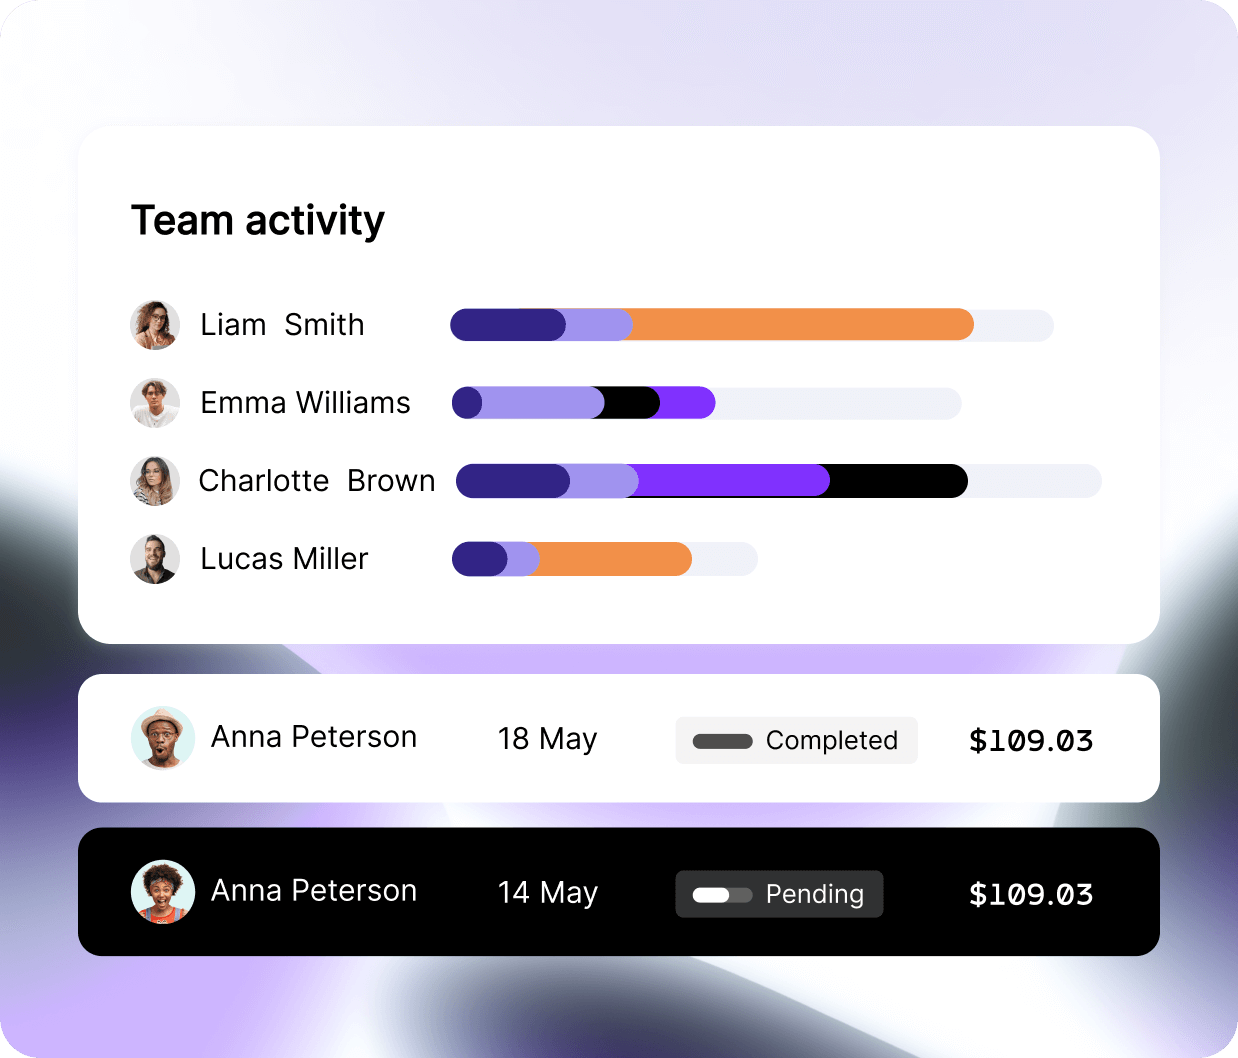 Team activity
Liam Smith
Emma Williams
Charlotte Brown
Lucas Miller
Anna Peterson 18 May Completed $109.03
Anna Peterson 14 May Pending $109.03